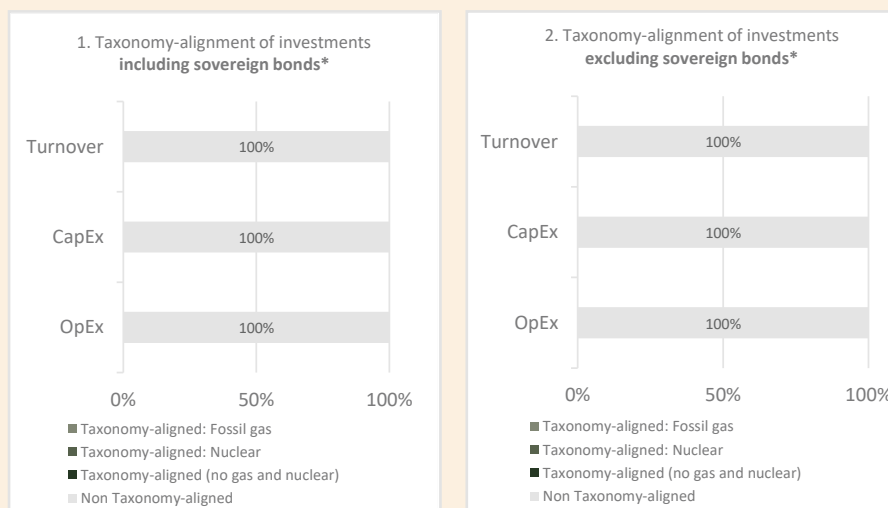 1. Taxonomy-alignment of investments
including sovereign bonds*
Turnover
100%
CapEx
100%
OpEx
100%
0%
50%
100%
Taxonomy-aligned: Fossil gas
Taxonomy-aligned: Nuclear
Taxonomy-aligned (no gas and nuclear)
Non Taxonomy-aligned
2. Taxonomy-alignment of investments
excluding sovereign bonds*
Turnover
100%
CapEx
100%
OpEx
100%
0%
50%
100%
Taxonomy-aligned: Fossil gas
Taxonomy-aligned: Nuclear
Taxonomy-aligned (no gas and nuclear)
Non Taxonomy-aligned